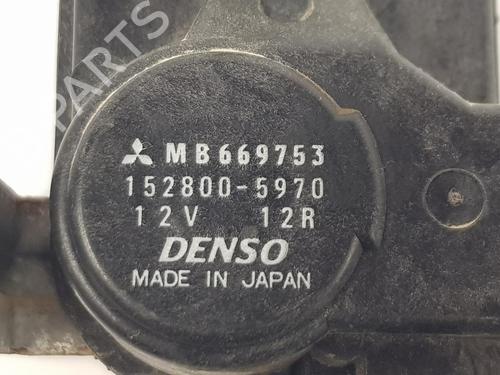 PARTS
MB669753
152800-5970
12V 12R
DENSO
MADE IN JAPAN